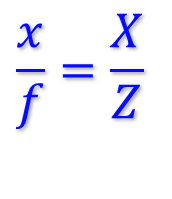 x/f = X/Z